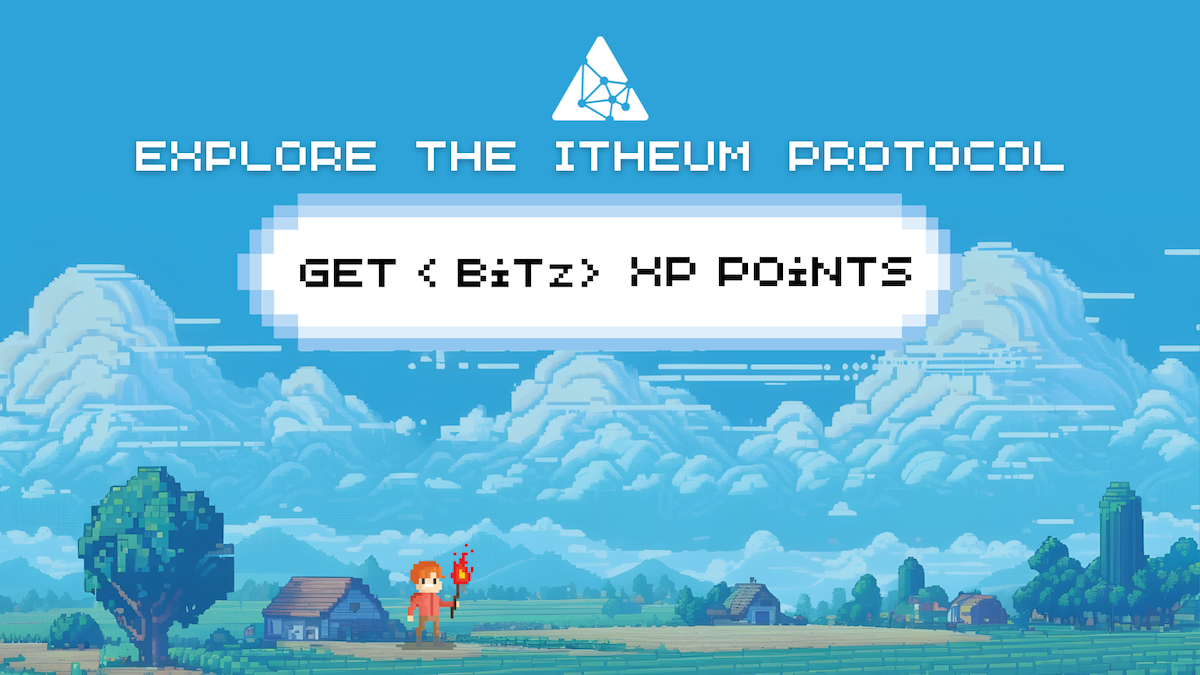 EXPLORE THE ITHEUM PROTOCOL
GET < BiTz> XP POiNTS